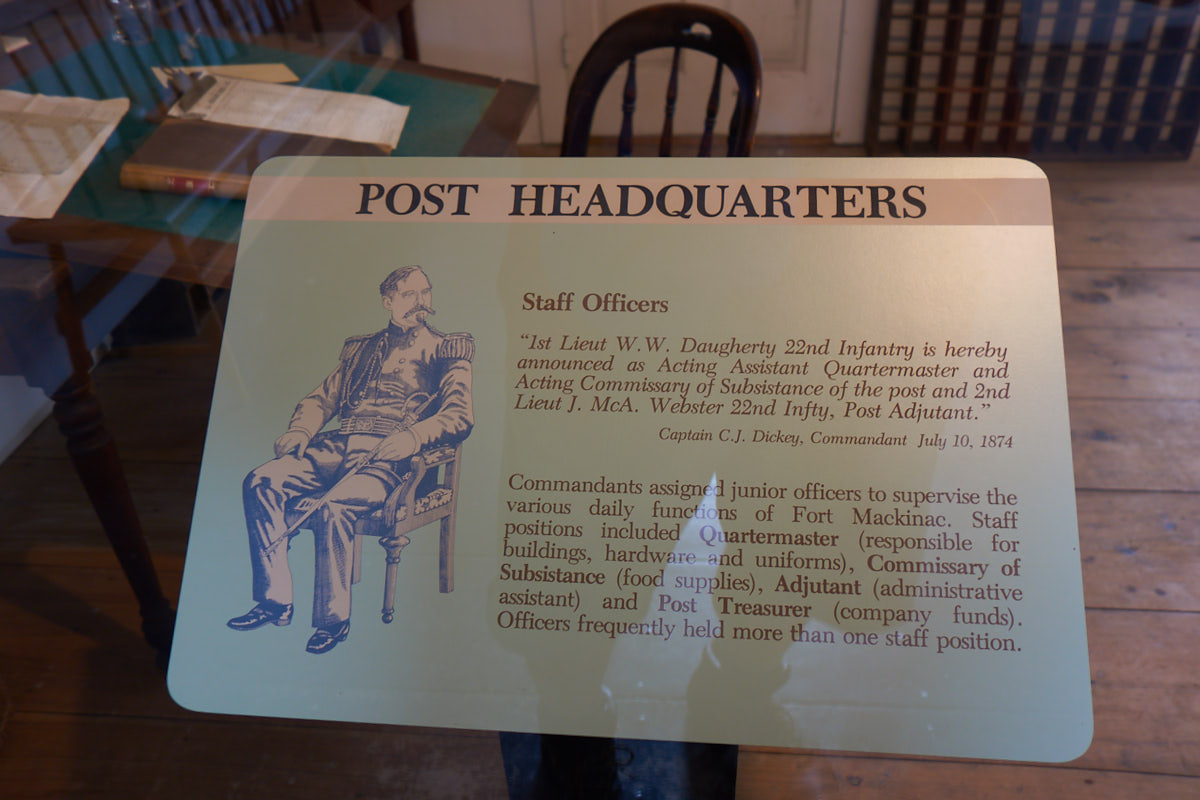 POST HEADQUARTERS
Staff Officers
“1st Lieut W.W. Daugherty 22nd Infantry is hereby
announced as Acting Assistant Quartermaster and
Acting Commissary of Subsistance of the post and 2nd
Lieut J. McA. Webster 22nd Infty, Post Adjutant.”
Captain C.J. Dickey, Commandant July 10, 1874
Commandants assigned junior officers to supervise the
various daily functions of Fort Mackinac. Staff
positions included Quartermaster (responsible for
buildings, hardware and uniforms), Commissary of
Subsistance (food supplies), Adjutant (administrative
assistant) and Post Treasurer (company funds).
Officers frequently held more than one staff position.